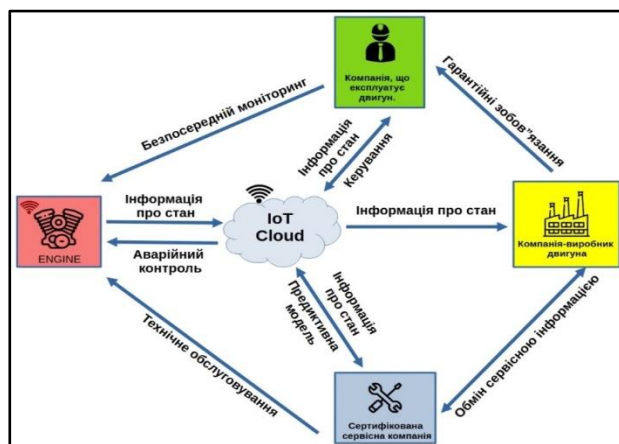 Компанія, що
експлуатує
двигун.
Безпосередній моніторинг
Гарантійні зобов"язання
Інформація
про стан
Керування
Інформація
про стан
IoT
Cloud
Інформація про стан
ENGINE
Аварійний
контроль
Компанія-виробник
двигуна
Інформація
про стан
Предиктивна
модель
Технічне обслуговування
Обмін сервісною інформацією
Сертифікована
сервісна компанія